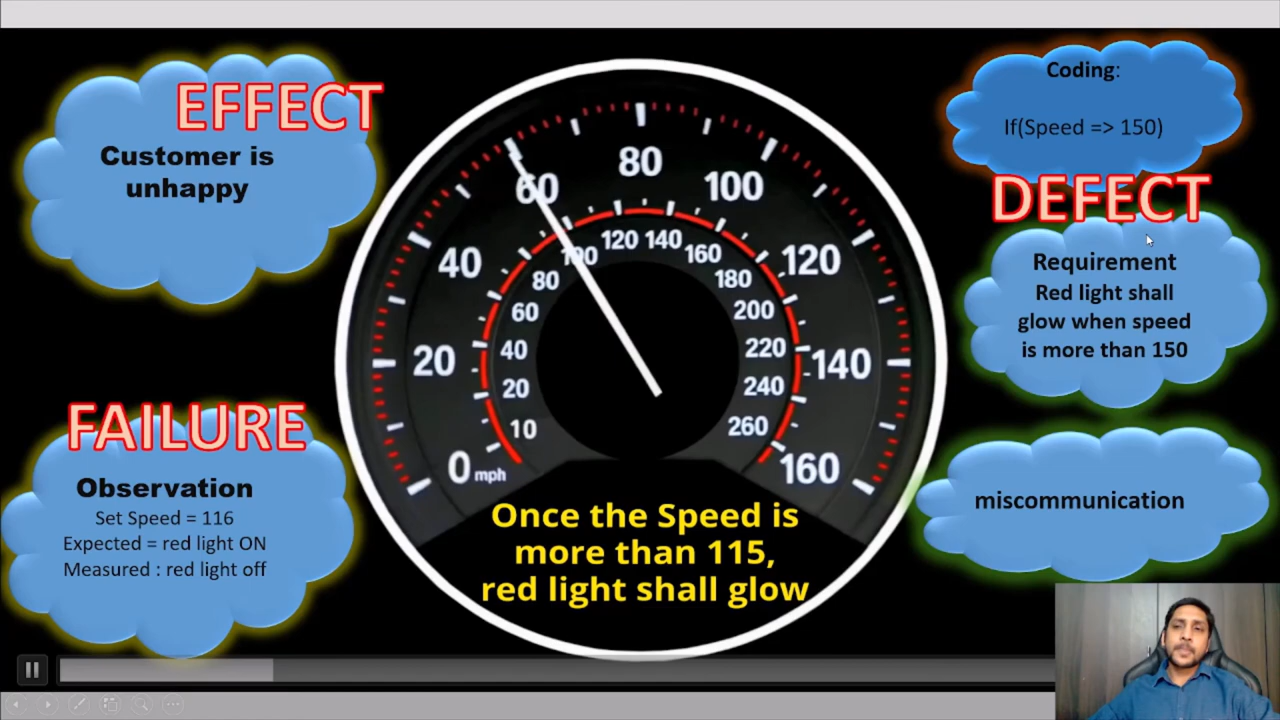 EFFECT
Customer is
unhappy
FAILURE
Observation
Set Speed = 116
Expected = red light ON
Measured : red light off
80
60
100
40
120
20
140
0 mph
160
120
140
100
160
80
180
60
200
40
220
20
240
10
260
Once the Speed is
more than 115,
red light shall glow
Coding:
If(Speed => 150)
DEFECT
Requirement
Red light shall
glow when speed
is more than 150
miscommunication